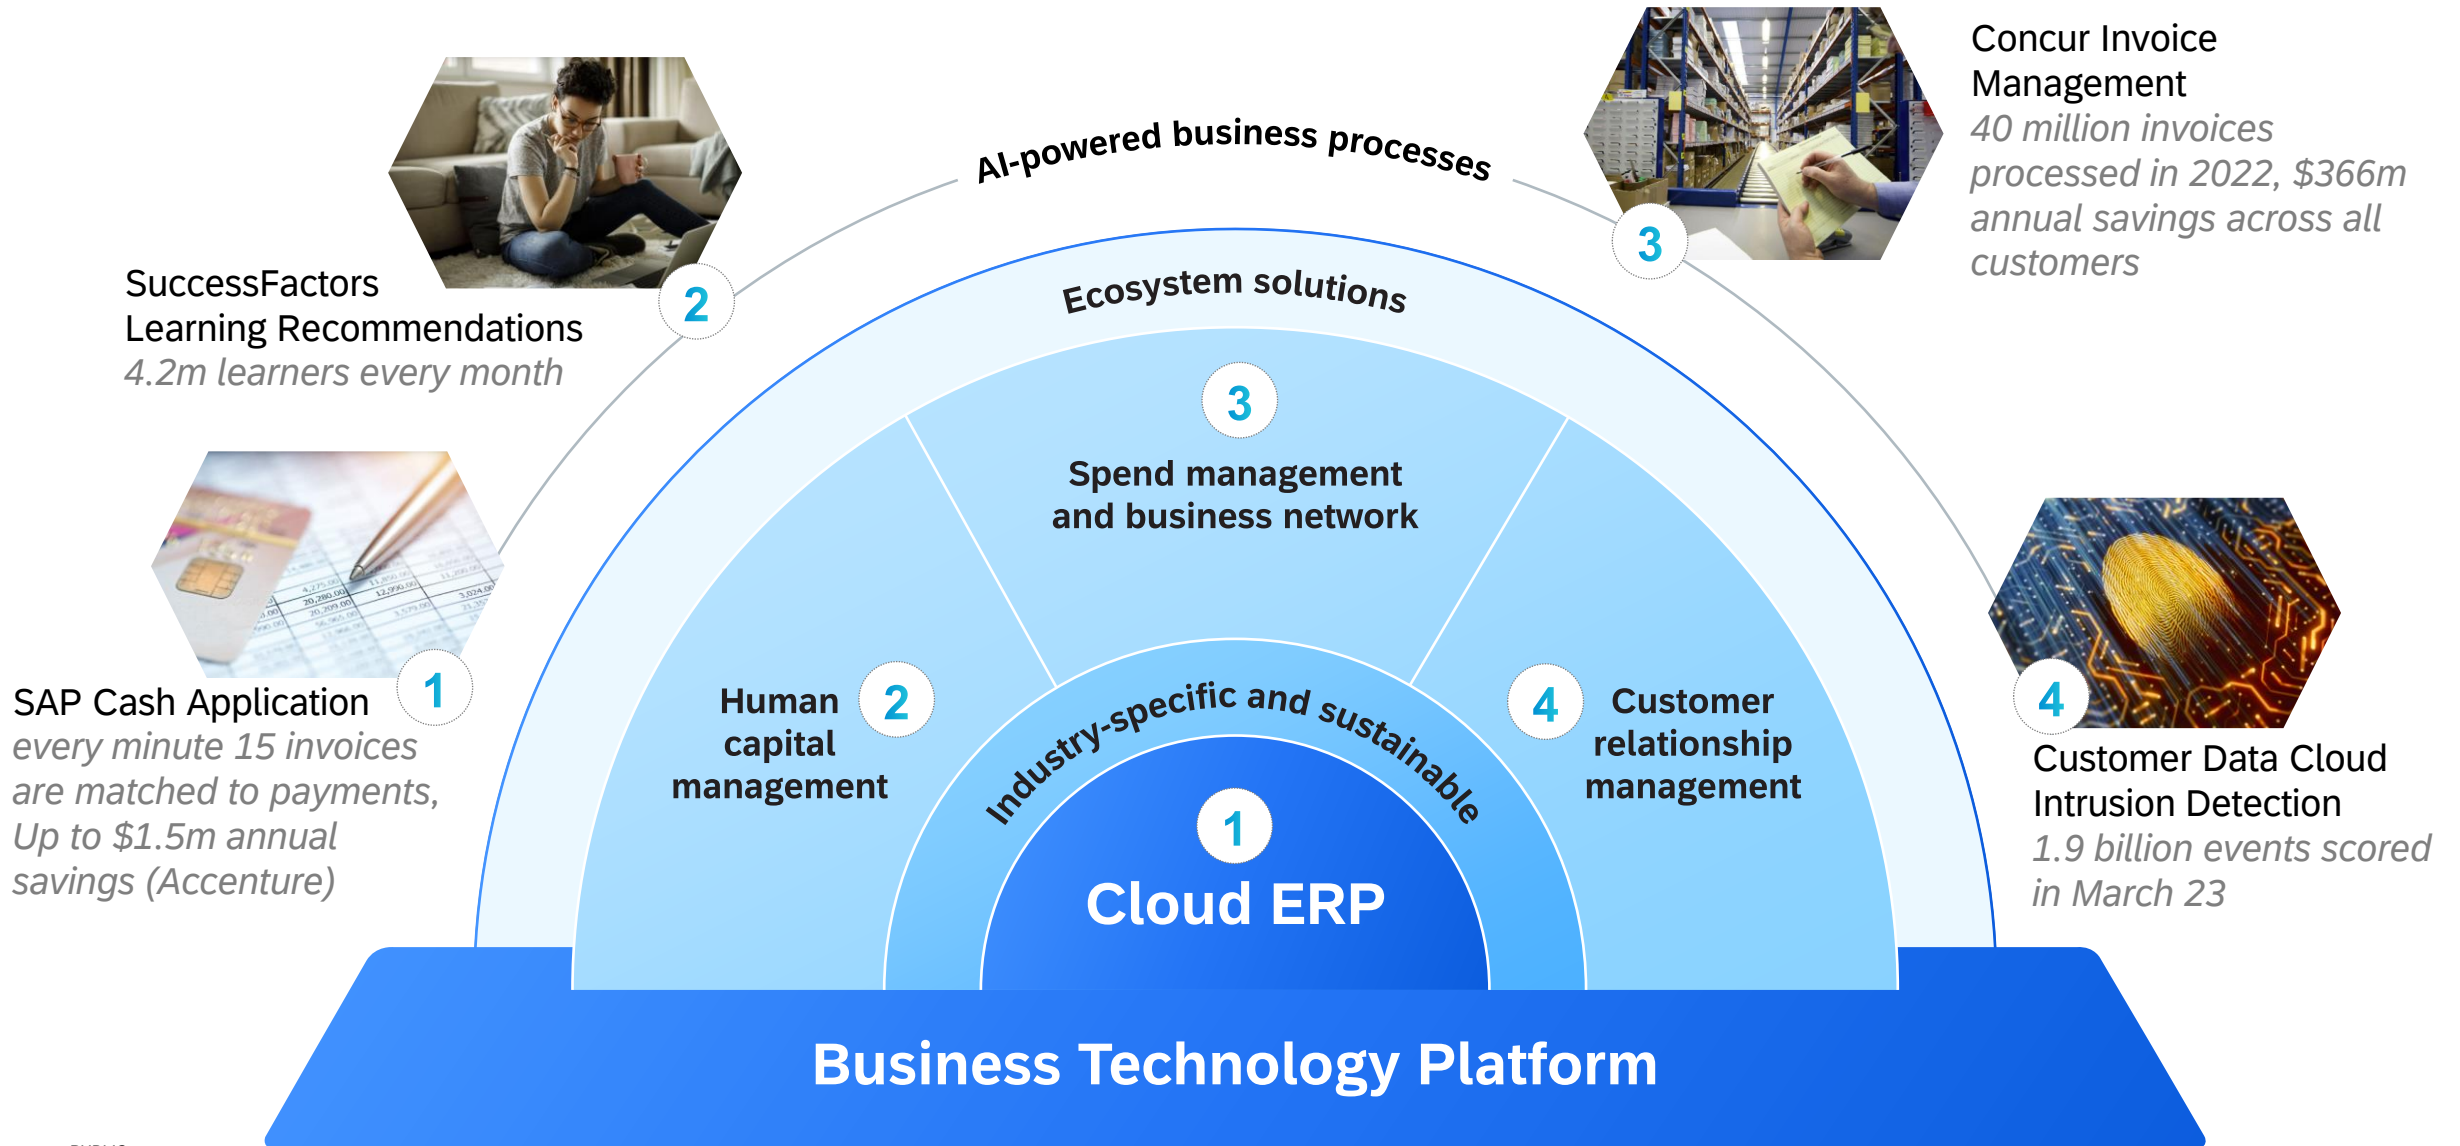 AI-powered business processes
Ecosystem solutions
SuccessFactors
Learning Recommendations
4.2m learners every month
2
Concur Invoice
Management
40 million invoices
processed in 2022, $366m
annual savings across all
customers
3
3
Spend management
and business network
SAP Cash Application
every minute 15 invoices
are matched to payments,
Up to $1.5m annual
savings (Accenture)
1
Human
capital
management
2
Industry-specific and sustainable
4
Customer
relationship
management
4
Customer Data Cloud
Intrusion Detection
1.9 billion events scored
in March 23
1
Cloud ERP
Business Technology Platform